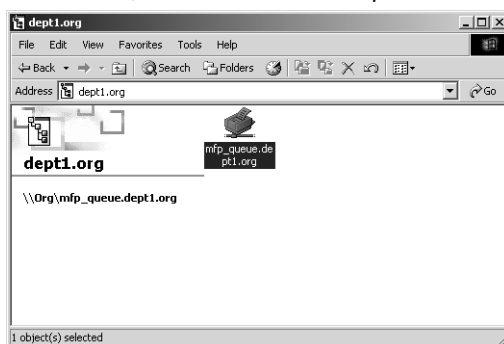 dept1.org
File Edit View Favorites Tools Help
Back Search Folders
Address dept1.org Go
mfp_queue.de
pt1.org
dept1.org
\\Org\mfp_queue.dept1.org
1 object(s) selected